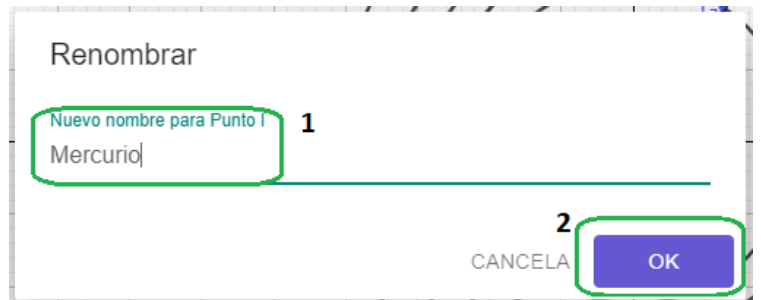 Renombrar
Nuevo nombre para Punto I
1
Mercurio
2
CANCELA
OK